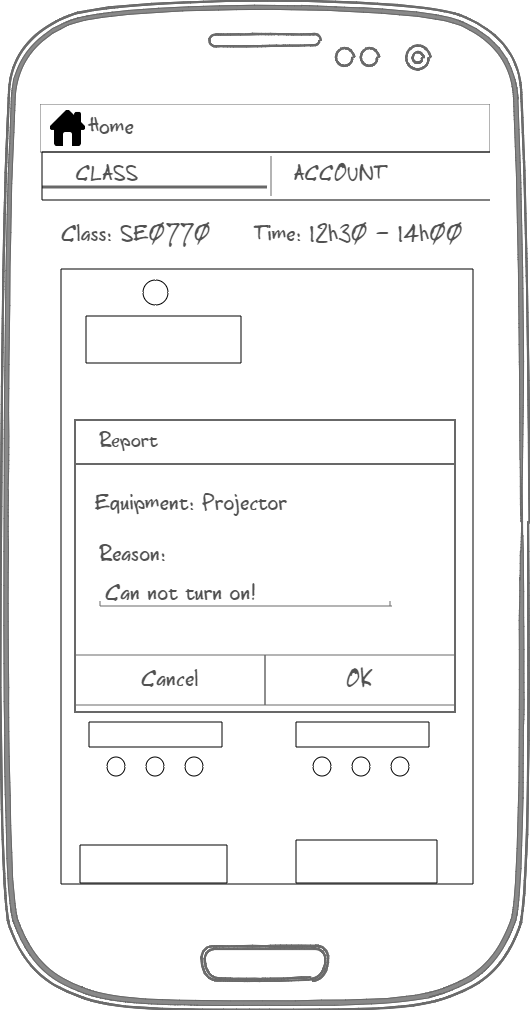 Home
CLASS ACCOUNT
Class: SE0770 Time: 12h30 - 14h00
Report
Equipment: Projector
Reason:
Can not turn on!
Cancel OK